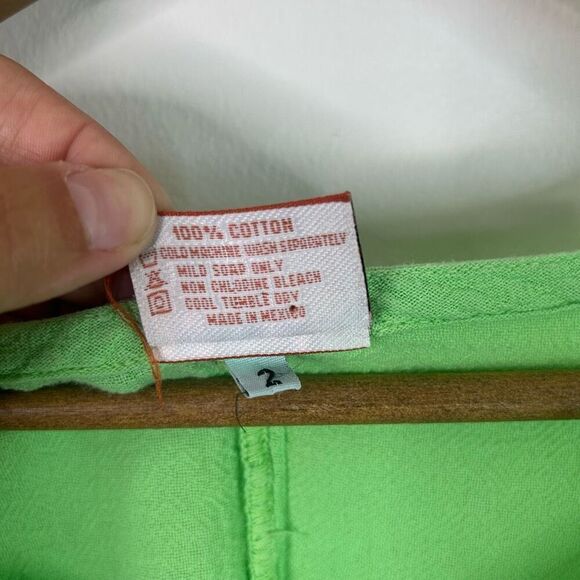 100% COTTON
COLD MACHINE WASH SEPARATELY
MILD SOAP ONLY
NON CHLORINE BLEACH
COOL TUMBLE DRY
MADE IN MEXICO
2